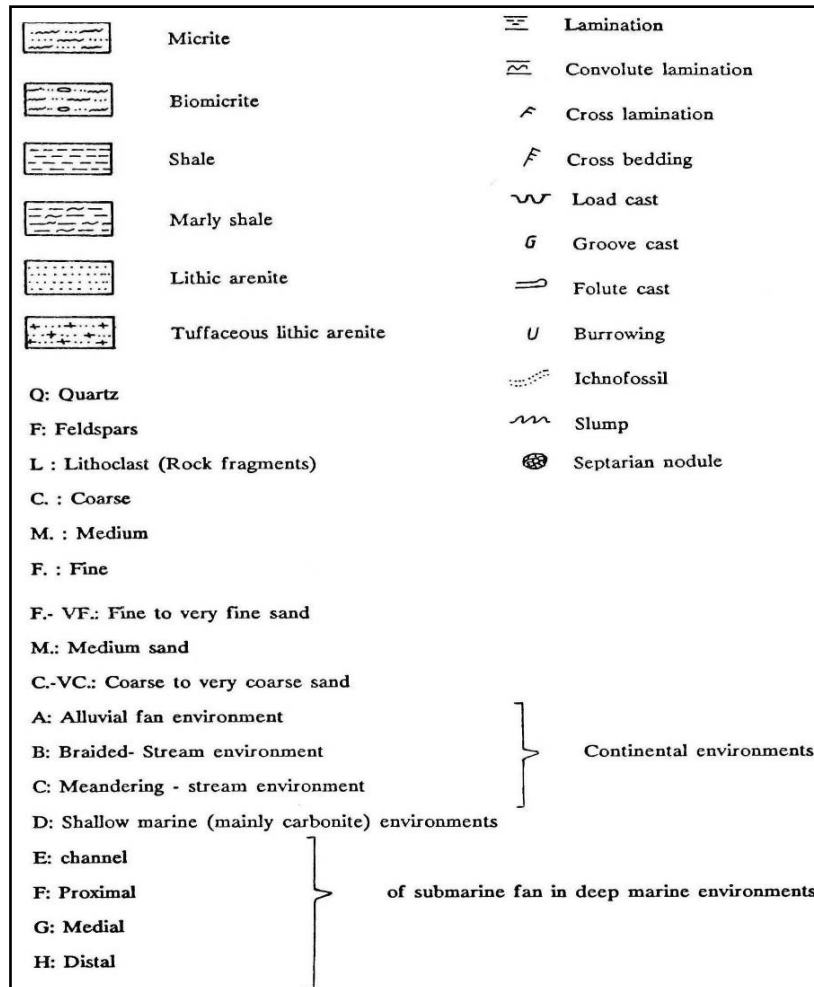 Micrite
Biomicrite
Shale
Marly shale
Lithic arenite
Tuffaceous lithic arenite
Lamination
Convolute lamination
Cross lamination
Cross bedding
Load cast
G Groove cast
Folute cast
U Burrowing
Ichnofossil
Slump
Septarian nodule
Q: Quartz
F: Feldspars
L : Lithoclast (Rock fragments)
C. : Coarse
M. : Medium
F. : Fine
F.- VF.: Fine to very fine sand
M.: Medium sand
C.-VC.: Coarse to very coarse sand
A: Alluvial fan environment
B: Braided- Stream environment
C: Meandering - stream environment
Continental environments
D: Shallow marine (mainly carbonite) environments
E: channel
F: Proximal
G: Medial
H: Distal
of submarine fan in deep marine environments